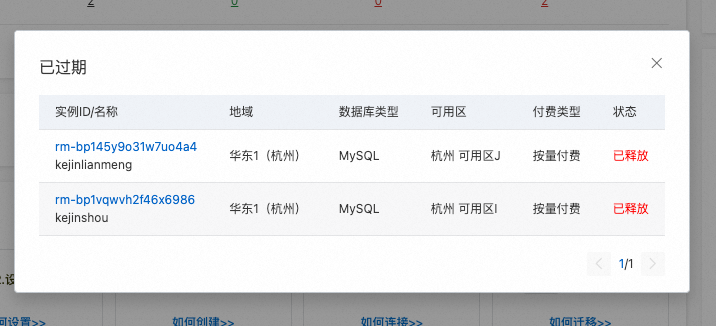 2 0 0 2
已过期
实例ID/名称 地域 数据库类型 可用区 付费类型 状态
rm-bp145y9o31w7uo4a4
kejinlianmeng 华东1（杭州） MySQL 杭州 可用区J 按量付费 已释放
rm-bp1vqwvh2f46x6986
kejinshou 华东1（杭州） MySQL 杭州 可用区I 按量付费 已释放
1/1
2.设
何设置>> 如何创建>> 如何连接>> 如何迁移>>